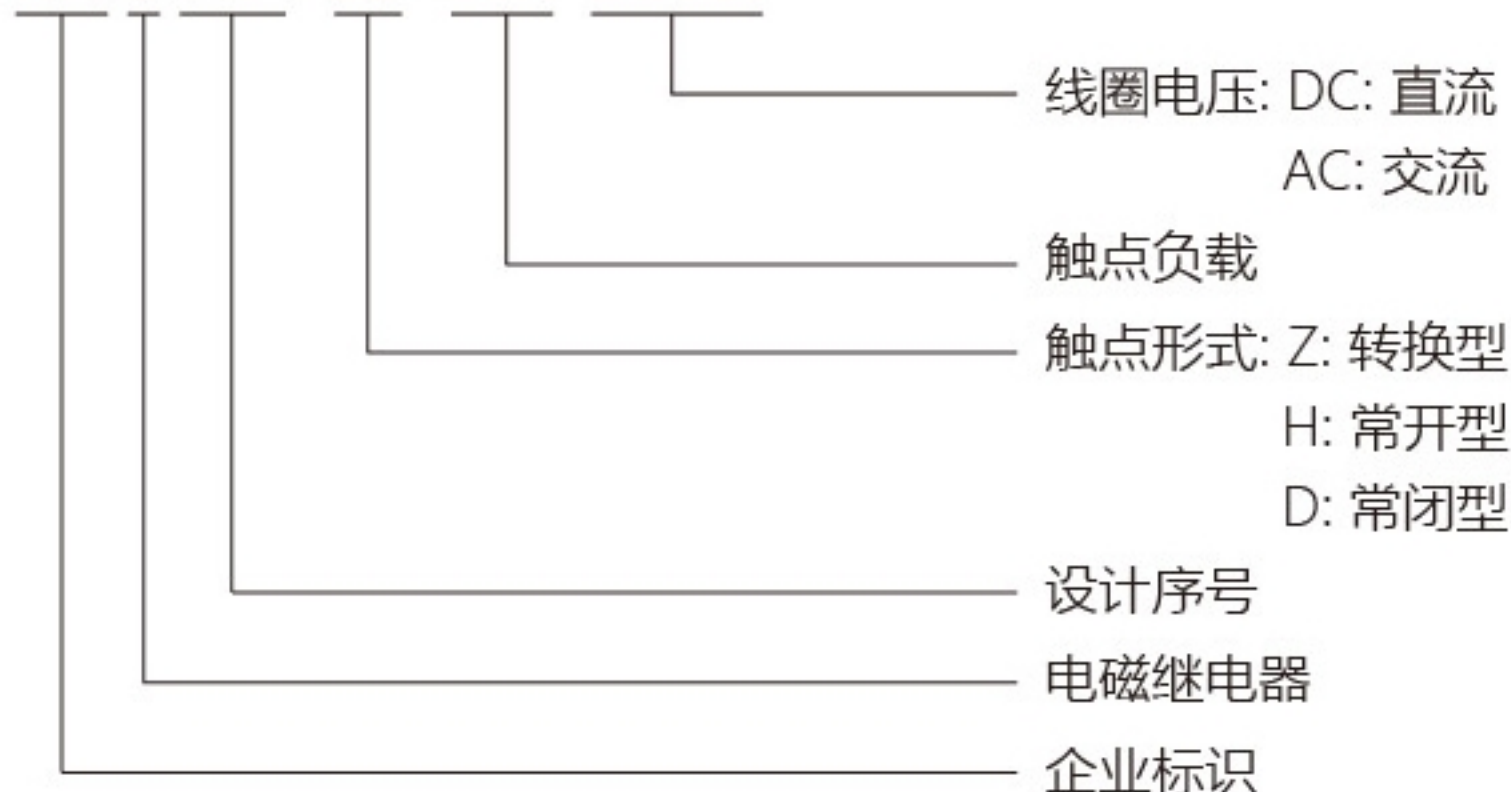 线圈电压: DC: 直流
AC: 交流
触点负载
触点形式: Z: 转换型
H: 常开型
D: 常闭型
设计序号
电磁继电器
企业标识